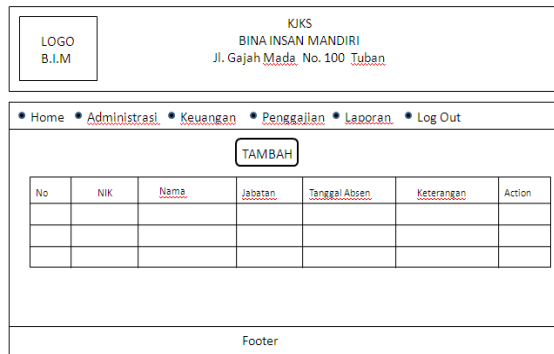 LOGO
B.I.M
KJKS
BINA INSAN MANDIRI
Jl. Gajah Mada No. 100 Tuban
Home Administrasi Keuangan Penggajian Laporan Log Out
TAMBAH
No NIK Nama Jabatan Tanggal Absen Keterangan Action
Footer